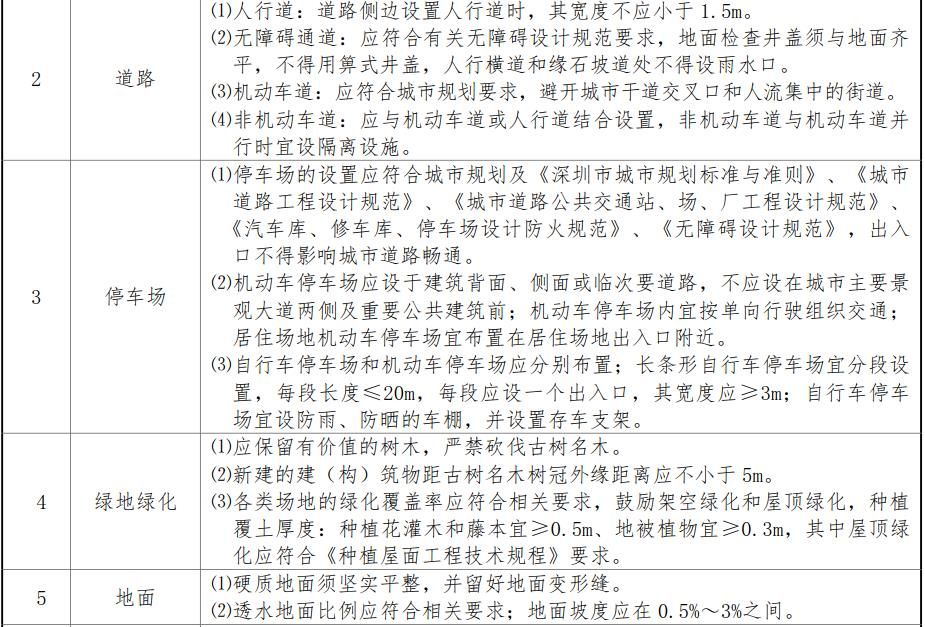 ⑴人行道：道路侧边设置人行道时，其宽度不应小于 1.5m。
⑵无障碍通道：应符合有关无障碍设计规范要求，地面检查井盖须与地面齐
平，不得用箅式井盖，人行横道和缘石坡道处不得设雨水口。
2
道路
⑶机动车道：应符合城市规划要求，避开城市干道交叉口和人流集中的街道。
⑷非机动车道：应与机动车道或人行道结合设置，非机动车道与机动车道并
行时宜设隔离设施。
⑴停车场的设置应符合城市规划及《深圳市城市规划标准与准则》、《城市
道路工程设计规范》、《城市道路公共交通站、场、厂工程设计规范》、
《汽车库、修车库、停车场设计防火规范》、《无障碍设计规范》，出入
口不得影响城市道路畅通。
⑵机动车停车场应设于建筑背面、侧面或临次要道路，不应设在城市主要景
3
停车场
观大道两侧及重要公共建筑前；机动车停车场内宜按单向行驶组织交通；
居住场地机动车停车场宜布置在居住场地出入口附近。
⑶自行车停车场和机动车停车场应分别布置；长条形自行车停车场宜分段设
置，每段长度≤20m，每段应设一个出入口，其宽度应≥3m；自行车停车
场宜设防雨、防晒的车棚，并设置存车支架。
⑴应保留有价值的树木，严禁砍伐古树名木。
⑵新建的建（构）筑物距古树名木树冠外缘距离应不小于 5m。
4
绿地绿化
⑶各类场地的绿化覆盖率应符合相关要求，鼓励架空绿化和屋顶绿化，种植
覆土厚度：种植花灌木和藤本宜≥0.5m、地被植物宜≥0.3m，其中屋顶绿
化应符合《种植屋面工程技术规程》要求。
5
地面
⑴硬质地面须坚实平整，并留好地面变形缝。
⑵透水地面比例应符合相关要求；地面坡度应在 0.5%～3%之间。